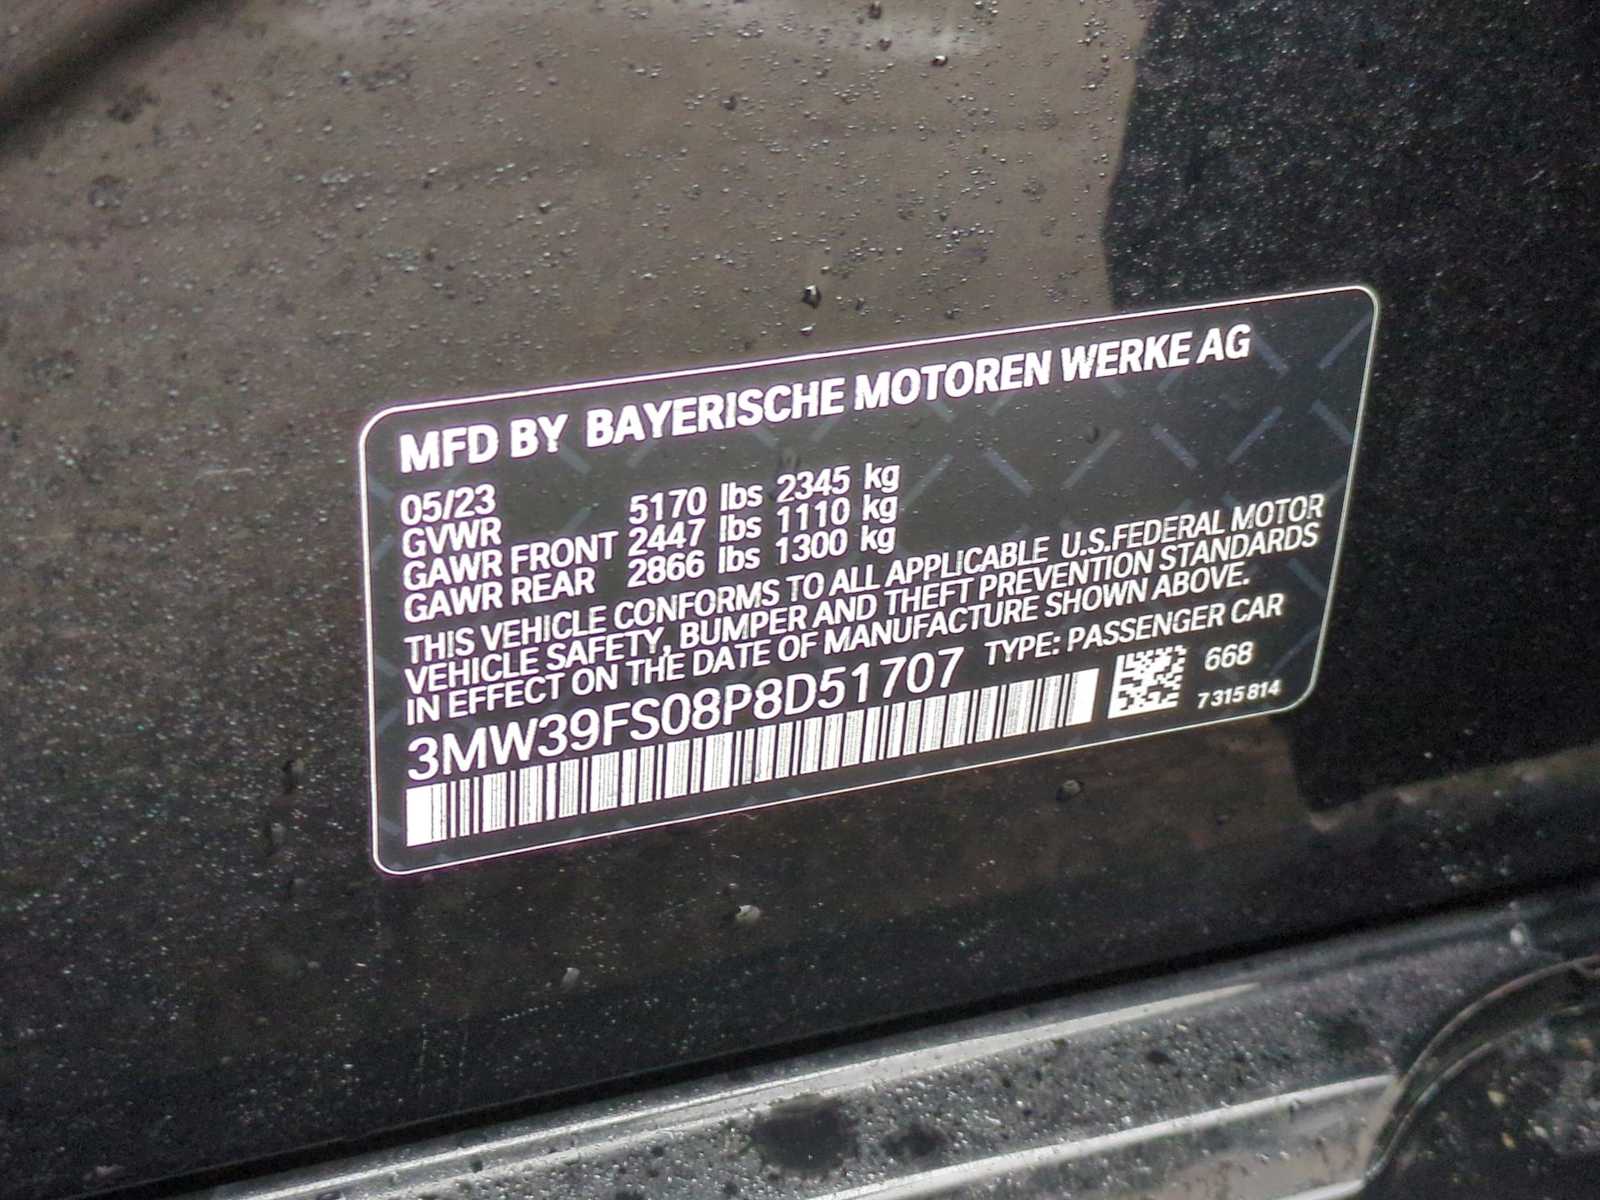 MFD BY BAYERISCHE MOTOREN WERKE AG
05/23
GVWR 5170 lbs 2345 kg
GAWR FRONT 2447 lbs 1110 kg
GAWR REAR 2866 lbs 1300 kg
THIS VEHICLE CONFORMS TO ALL APPLICABLE U.S.FEDERAL MOTOR
VEHICLE SAFETY, BUMPER AND THEFT PREVENTION STANDARDS
IN EFFECT ON THE DATE OF MANUFACTURE SHOWN ABOVE.
3MW39FS08P8D51707 TYPE: PASSENGER CAR
668
7 315 814